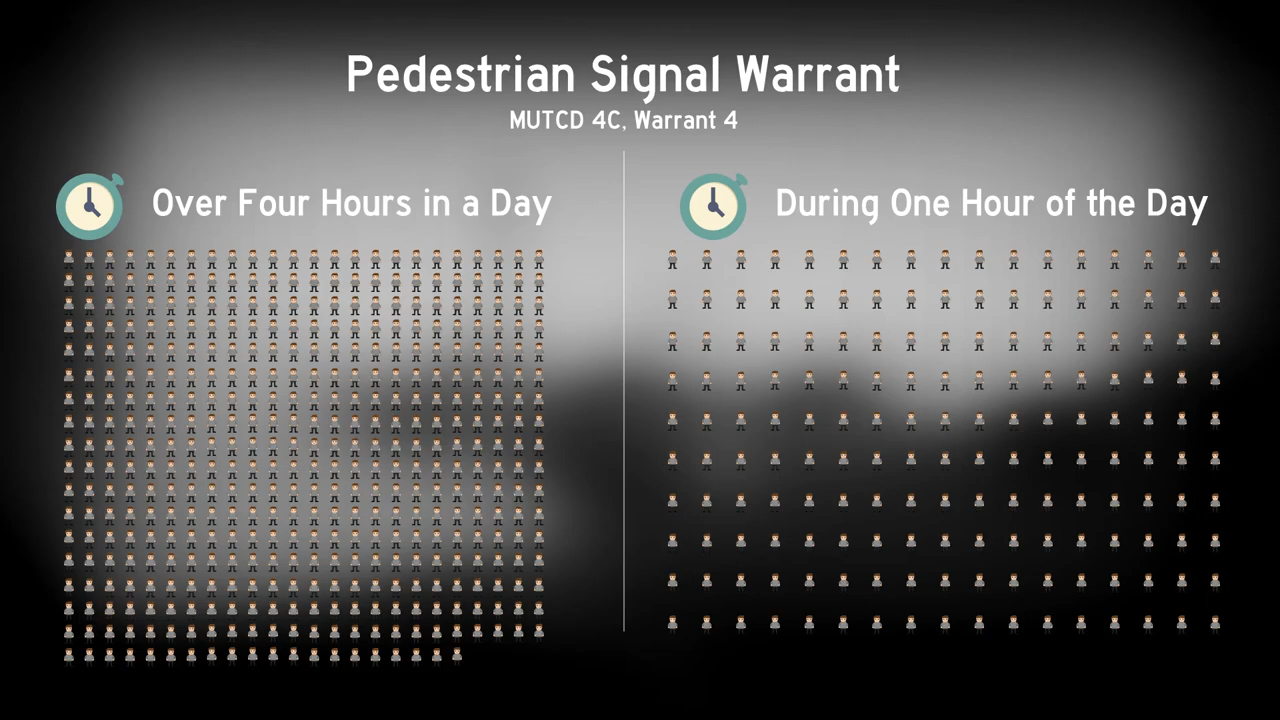 Pedestrian Signal Warrant
MUTCD 4C, Warrant 4
Over Four Hours in a Day
During One Hour of the Day